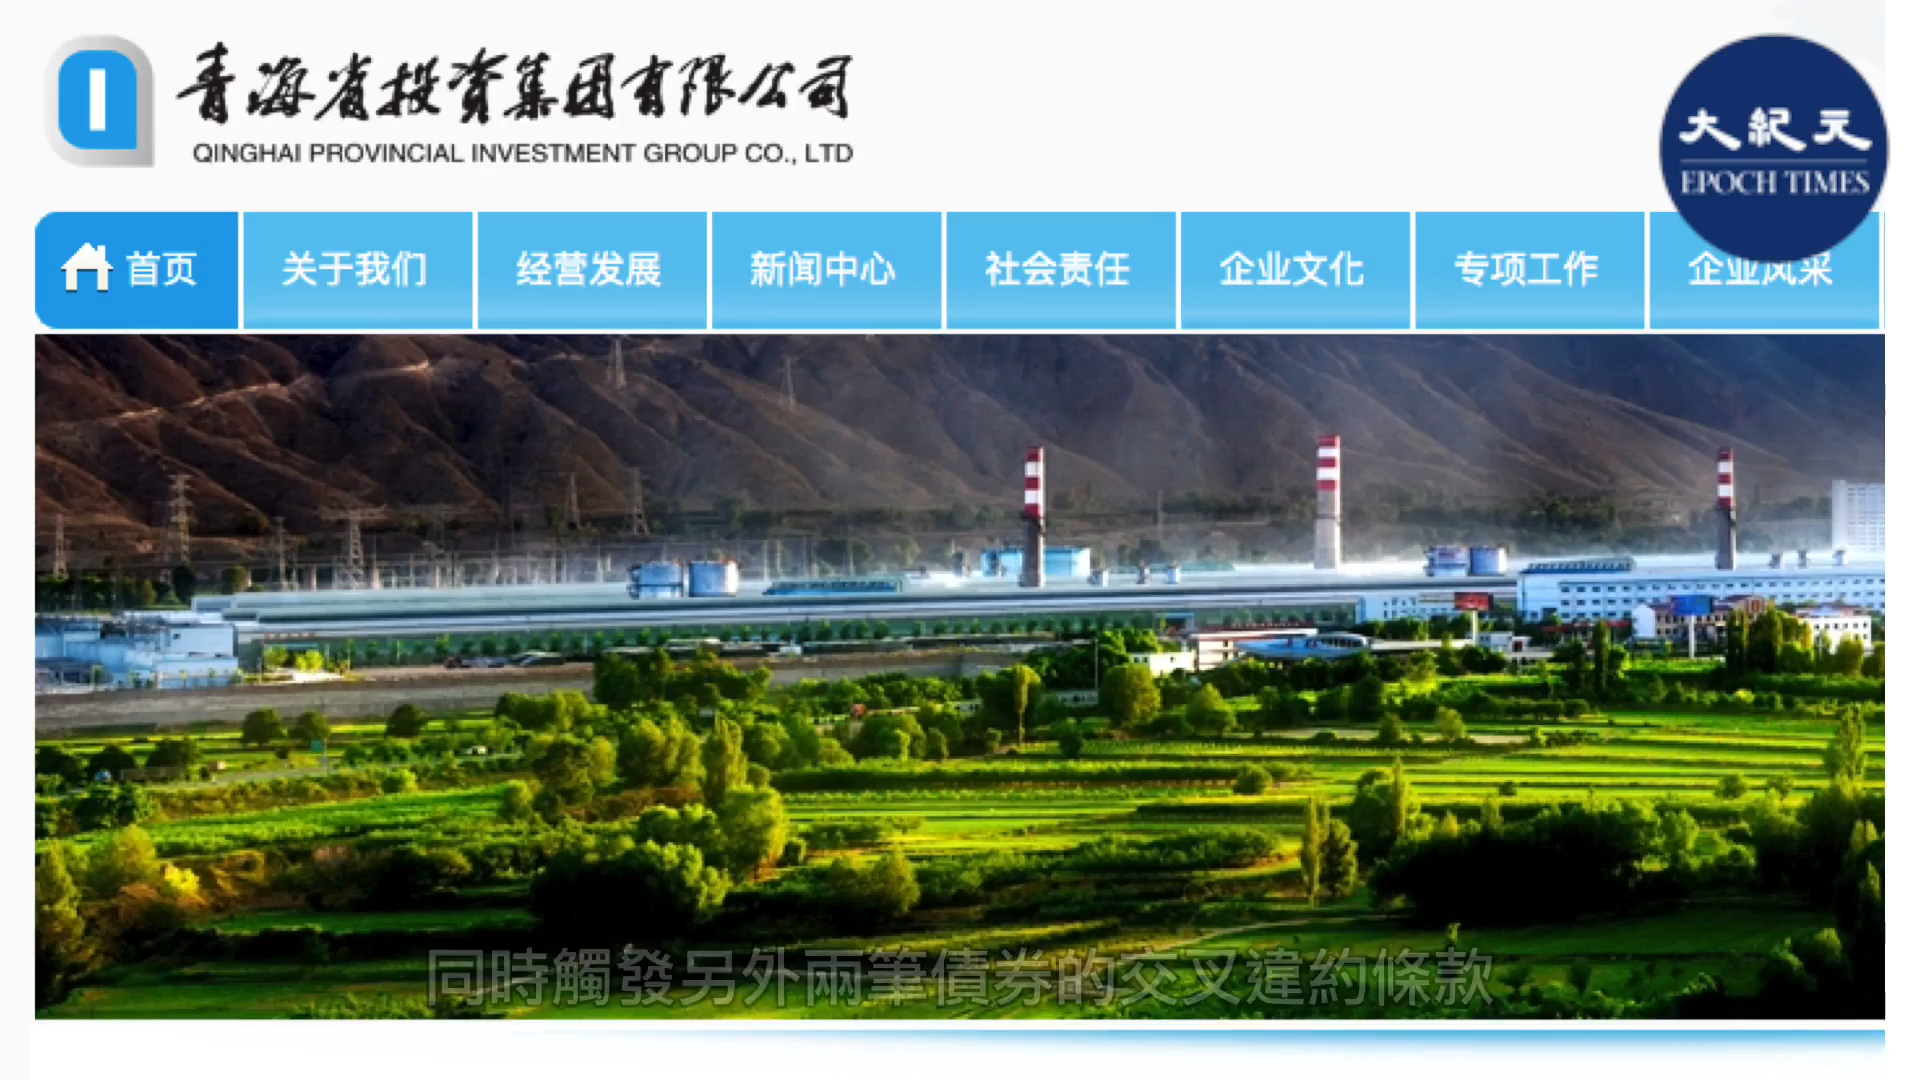 青海省投資集团有限公司
QINGHAI PROVINCIAL INVESTMENT GROUP CO., LTD
大紀元
EPOCH TIMES
首页 关于我们 经营发展 新闻中心 社会责任 企业文化 专项工作 企业风采
同時觸發另外兩筆債券的交叉違約條款